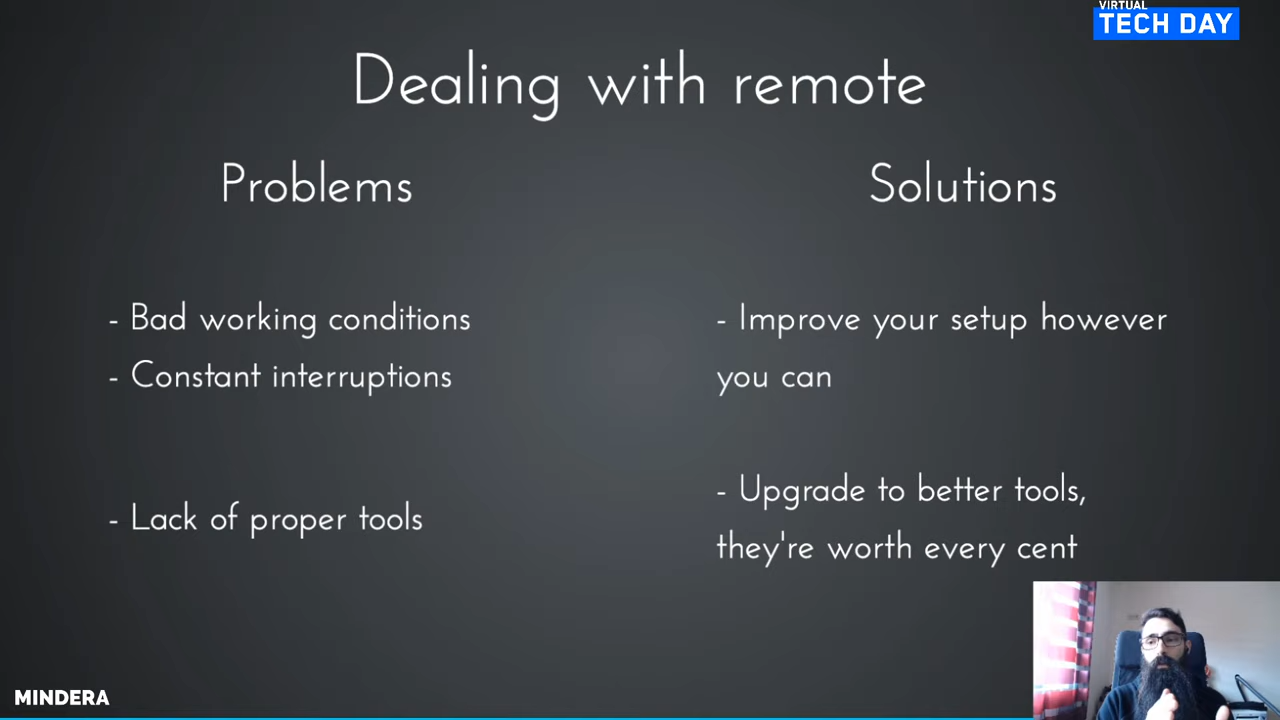 VIRTUAL
TECH DAY
Dealing with remote
Problems
Solutions
- Bad working conditions
- Constant interruptions
- Improve your setup however
you can
- Lack of proper tools
- Upgrade to better tools,
they're worth every cent
MINDERA